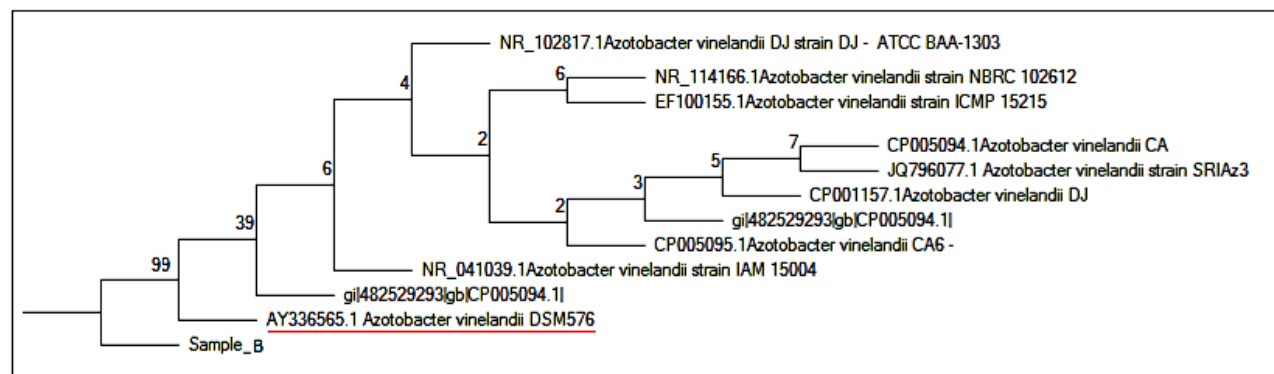 NR_102817.1Azotobacter vinelandii DJ strain DJ - ATCC BAA-1303
4
6
NR_114166.1Azotobacter vinelandii strain NBRC 102612
EF100155.1Azotobacter vinelandii strain ICMP 15215
2
7
CP005094.1Azotobacter vinelandii CA
5
6
JQ796077.1 Azotobacter vinelandii strain SRIAz3
3
CP001157.1Azotobacter vinelandii DJ
2
39
gi|482529293|gb|CP005094.1|
CP005095.1Azotobacter vinelandii CA6 -
99
NR_041039.1Azotobacter vinelandii strain IAM 15004
gi|482529293|gb|CP005094.1|
AY336565.1 Azotobacter vinelandii DSM576
Sample_B